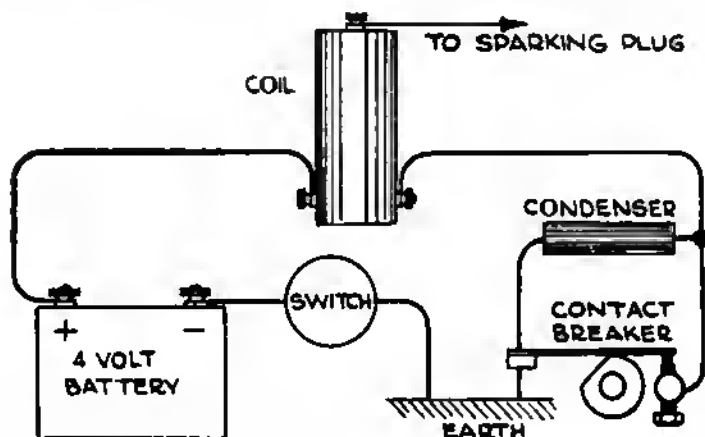 TO SPARKING PLUG
COIL
CONDENSER
SWITCH
CONTACT
BREAKER
+ −
4 VOLT
BATTERY
EARTH